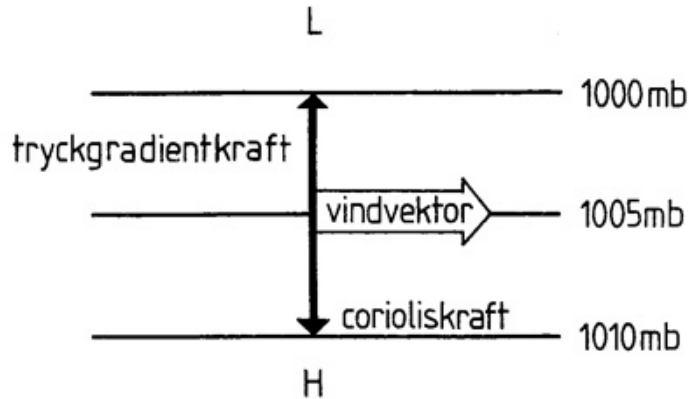 L
1000mb
tryckgradientkraft
vindvektor
1005mb
corioliskraft
1010mb
H